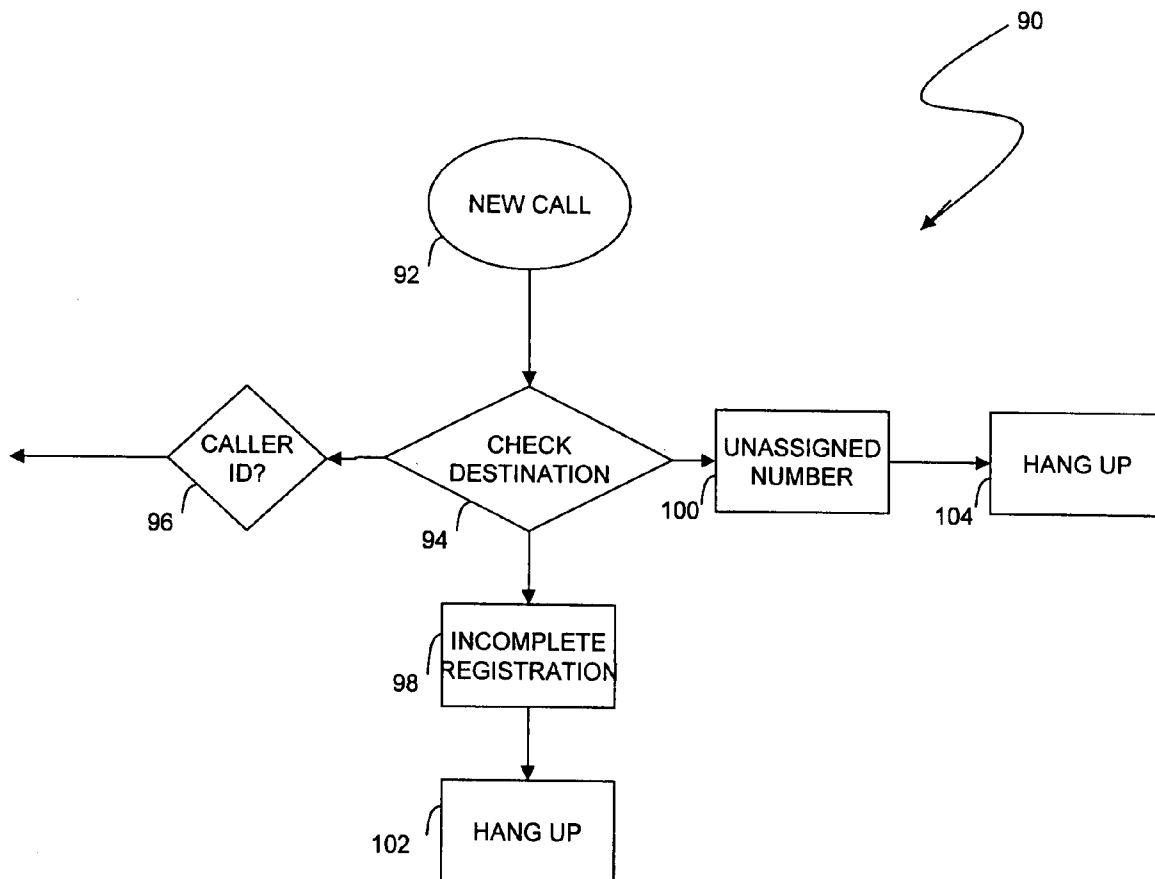 90
NEW CALL
92
CALLER
ID?
96
CHECK
DESTINATION
94
UNASSIGNED
NUMBER
100
HANG UP
104
INCOMPLETE
REGISTRATION
98
HANG UP
102